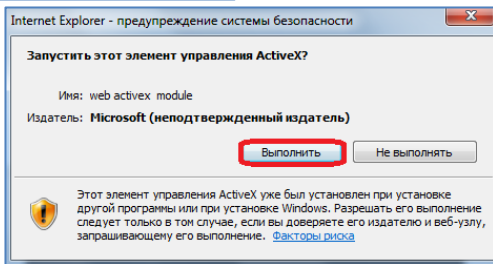 Internet Explorer - предупреждение системы безопасности
Запустить этот элемент управления ActiveX?
Имя: web activex module
Издатель: Microsoft (неподтвержденный издатель)
Выполнить Не выполнять
Этот элемент управления ActiveX уже был установлен при установке
другой программы или при установке Windows. Разрешать его выполнение
следует только в том случае, если вы доверяете его издателю и веб-узлу,
запрашивающему его выполнение. Факторы риска